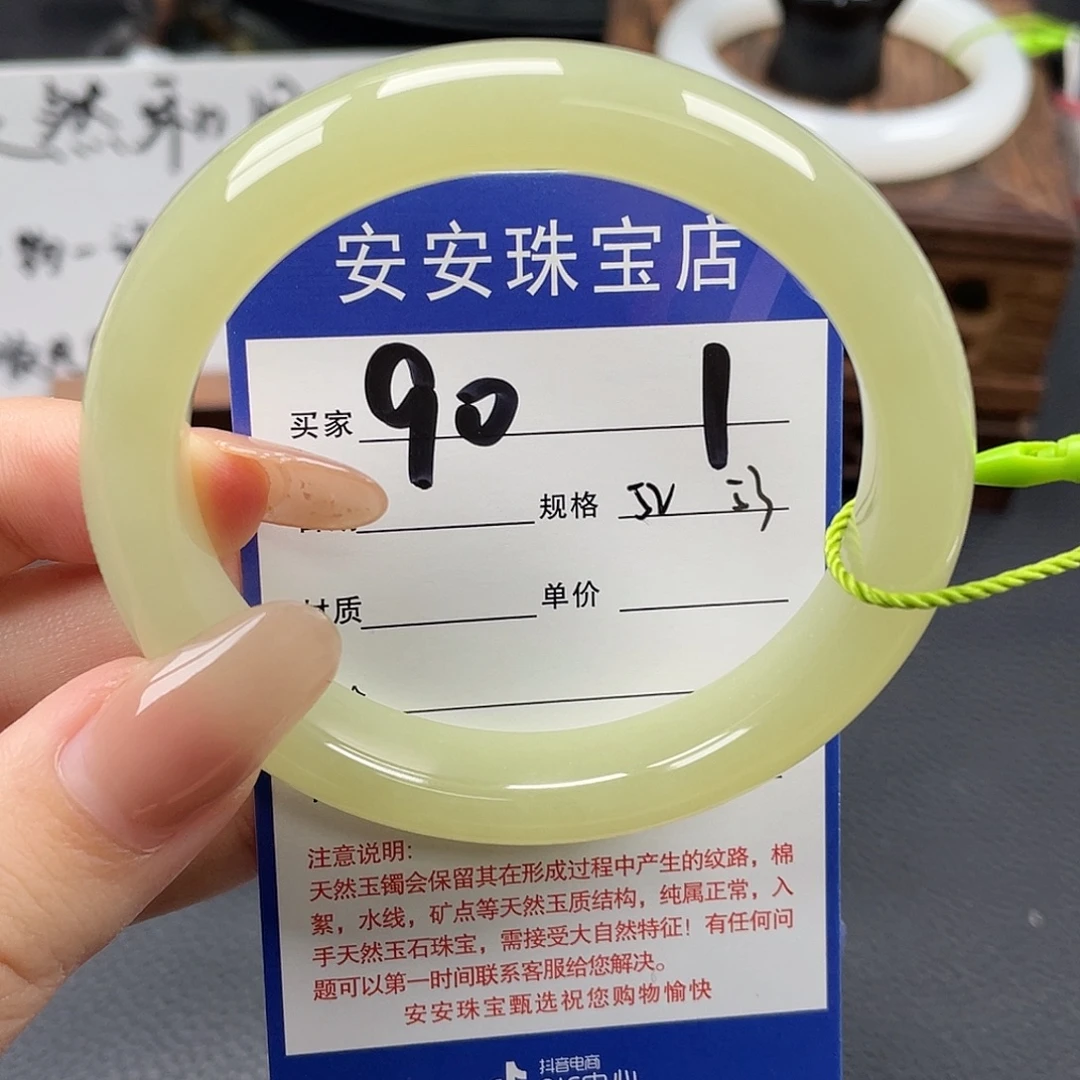 安安珠宝店
买家 90 1
规格
材质 单价
注意说明:
天然玉镯会保留其在形成过程中产生的纹路，棉
絮，水线，矿点等天然玉质结构，纯属正常，入
手天然玉石珠宝，需接受大自然特征！有任何问
题可以第一时间联系客服给您解决。
安安珠宝甄选祝您购物愉快
抖音电商
然和田
物一